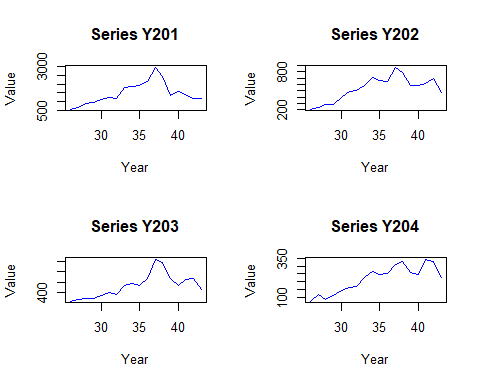 Series Y201
Value
500
3000
30 35 40
Year
Series Y202
Value
200
800
30 35 40
Year
Series Y203
Value
400
30 35 40
Year
Series Y204
Value
100
350
30 35 40
Year